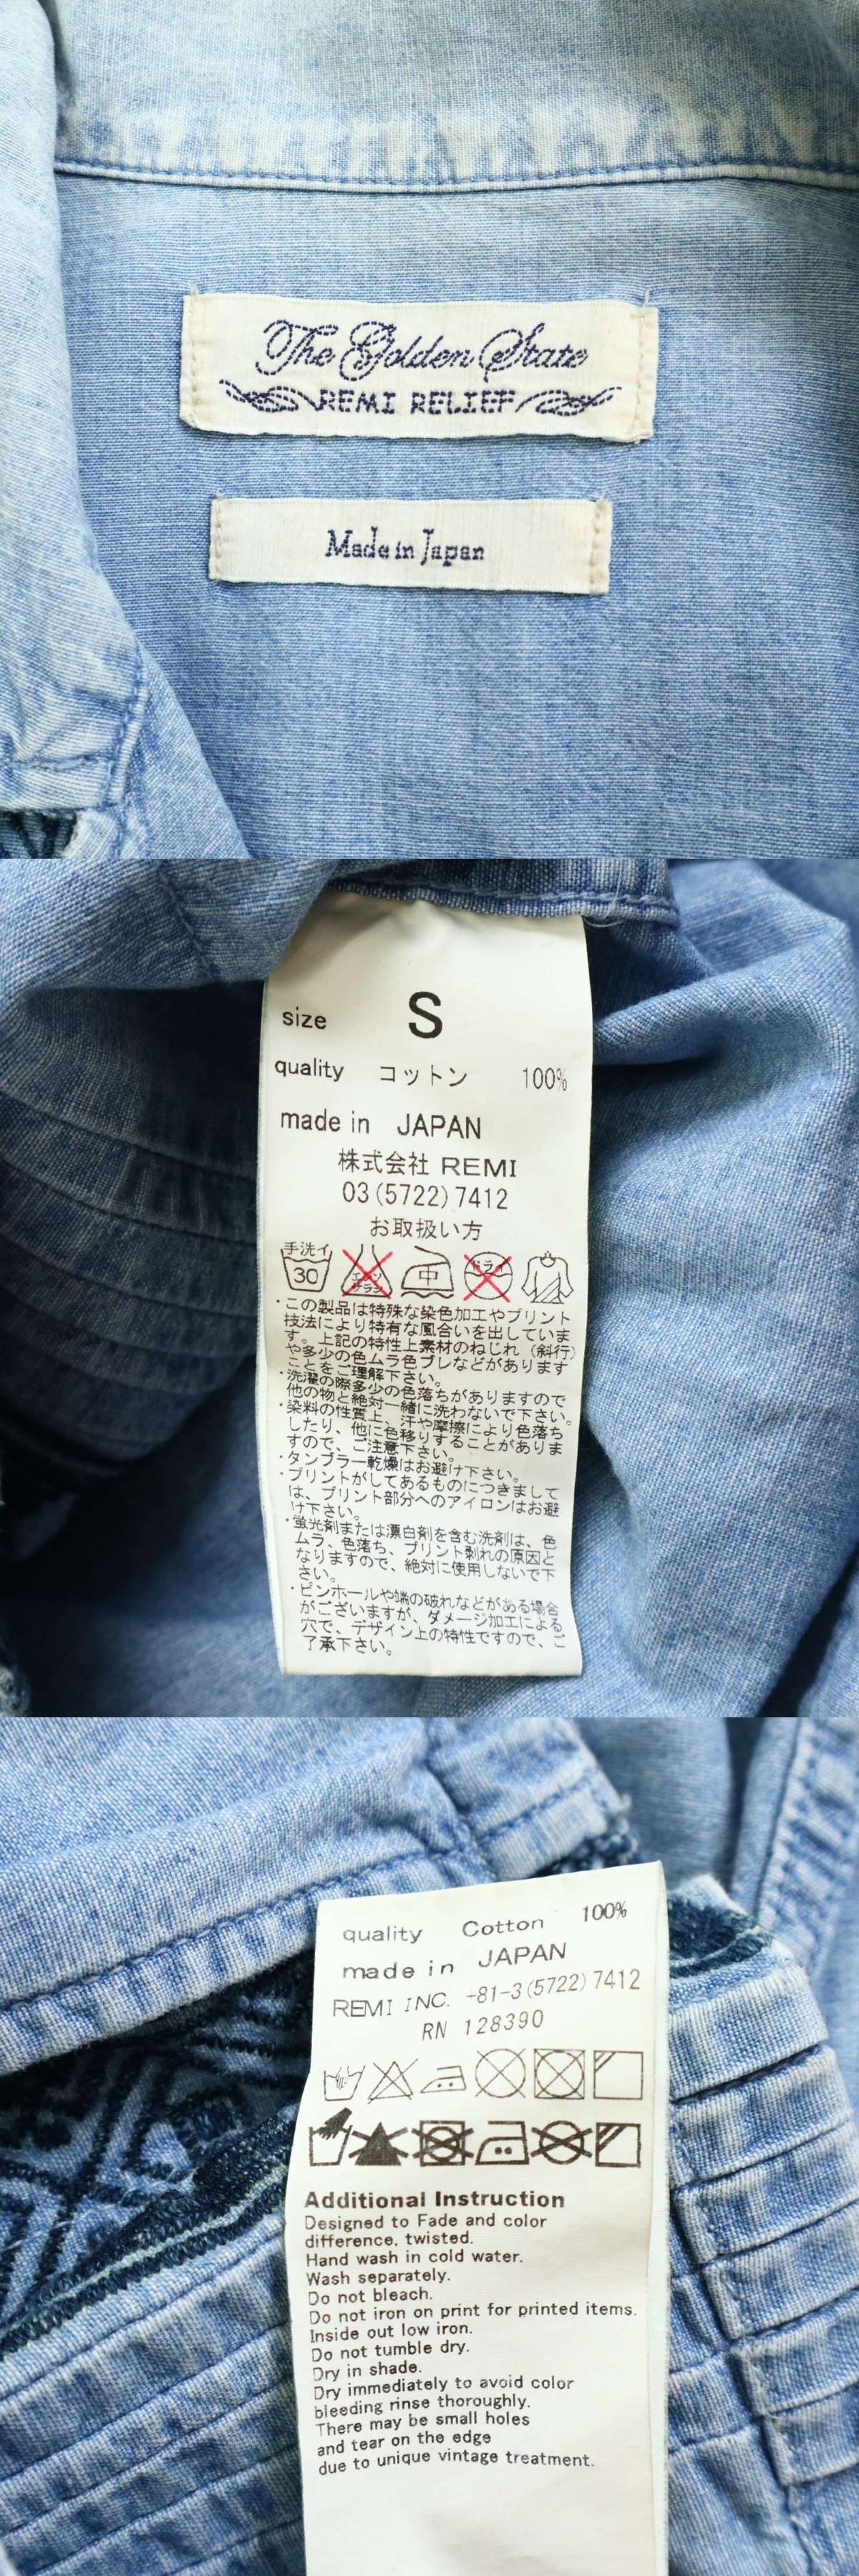 The Golden State
REMI RELIEF
Made in Japan
size S
quality コットン 100%
made in JAPAN
株式会社 REMI
03(5722)7412
お取扱い方
手洗イ
30
エンソ
サラシ
中
ドライ
・この製品は特殊な染色加工やプリント
技法により特有な風合いを出していま
す。上記の特性上素材のねじれ（斜行）
や多少の色ムラ色ブレなどがあります
ことをご理解下さい。
・洗濯の際多少の色落ちがありますので
他の物と絶対一緒に洗わないで下さい。
・染料の性質上、汗や摩擦により色落ち
したり、他に色移りすることがありま
すので、ご注意下さい。
・タンブラー乾燥はお避け下さい。
・プリントがしてあるものにつきまして
は、プリント部分へのアイロンはお避
け下さい。
・蛍光剤または漂白剤を含む洗剤は、色
ムラ、色落ち、プリント剥れの原因と
なりますので、絶対に使用しないで下
さい。
・ピンホールや端の破れなどがある場合
がございますが、ダメージ加工による
穴で、デザイン上の特性ですので、ご
了承下さい。
quality Cotton 100%
made in JAPAN
REMI INC. +81-3(5722)7412
RN 128390
Additional Instruction
Designed to Fade and color
difference, twisted.
Hand wash in cold water.
Wash separately.
Do not bleach.
Do not iron on print for printed items.
Inside out low iron.
Do not tumble dry.
Dry in shade.
Dry immediately to avoid color
bleeding rinse thoroughly.
There may be small holes
and tear on the edge
due to unique vintage treatment.